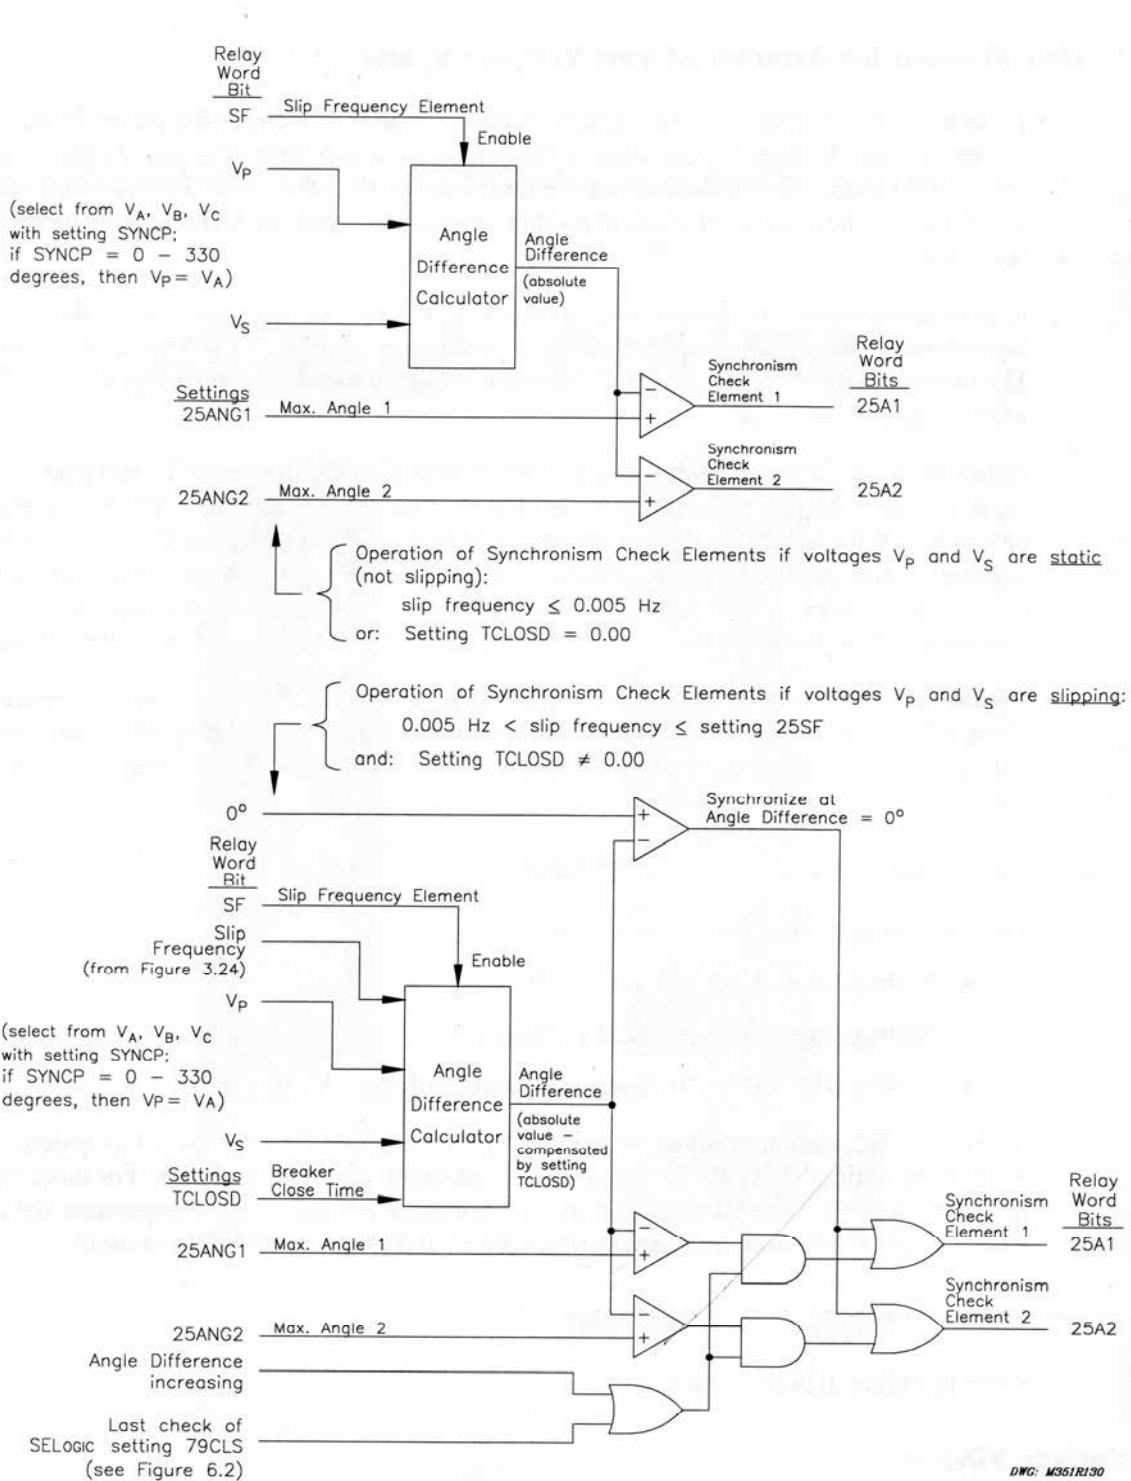 Relay
Word
Bit
SF
Slip Frequency Element
Enable
VP
(select from VA, VB, VC
with setting SYNCP;
if SYNCP = 0 – 330
degrees, then VP = VA)
VS
Angle
Difference
Calculator
Angle
Difference
(absolute
value)
Settings
25ANG1
Max. Angle 1
Synchronism
Check
Element 1
Relay
Word
Bits
25A1
25ANG2
Max. Angle 2
Synchronism
Check
Element 2
25A2
−
+
−
+
Operation of Synchronism Check Elements if voltages VP and VS are static
(not slipping):
slip frequency ≤ 0.005 Hz
or: Setting TCLOSD = 0.00
Operation of Synchronism Check Elements if voltages VP and VS are slipping:
0.005 Hz < slip frequency ≤ setting 25SF
and: Setting TCLOSD ≠ 0.00
0°
+
−
Synchronize at
Angle Difference = 0°
Relay
Word
Bit
SF
Slip Frequency Element
Slip
Frequency
(from Figure 3.24)
Enable
VP
(select from VA, VB, VC
with setting SYNCP:
if SYNCP = 0 – 330
degrees, then VP = VA)
VS
Angle
Difference
Calculator
Angle
Difference
(absolute
value –
compensated
by setting
TCLOSD)
Settings
TCLOSD
Breaker
Close Time
25ANG1
Max. Angle 1
−
+
Synchronism
Check
Element 1
Relay
Word
Bits
25A1
25ANG2
Max. Angle 2
−
+
Synchronism
Check
Element 2
25A2
Angle Difference
increasing
Last check of
SELOGIC setting 79CLS
(see Figure 6.2)
DWG: M351R130